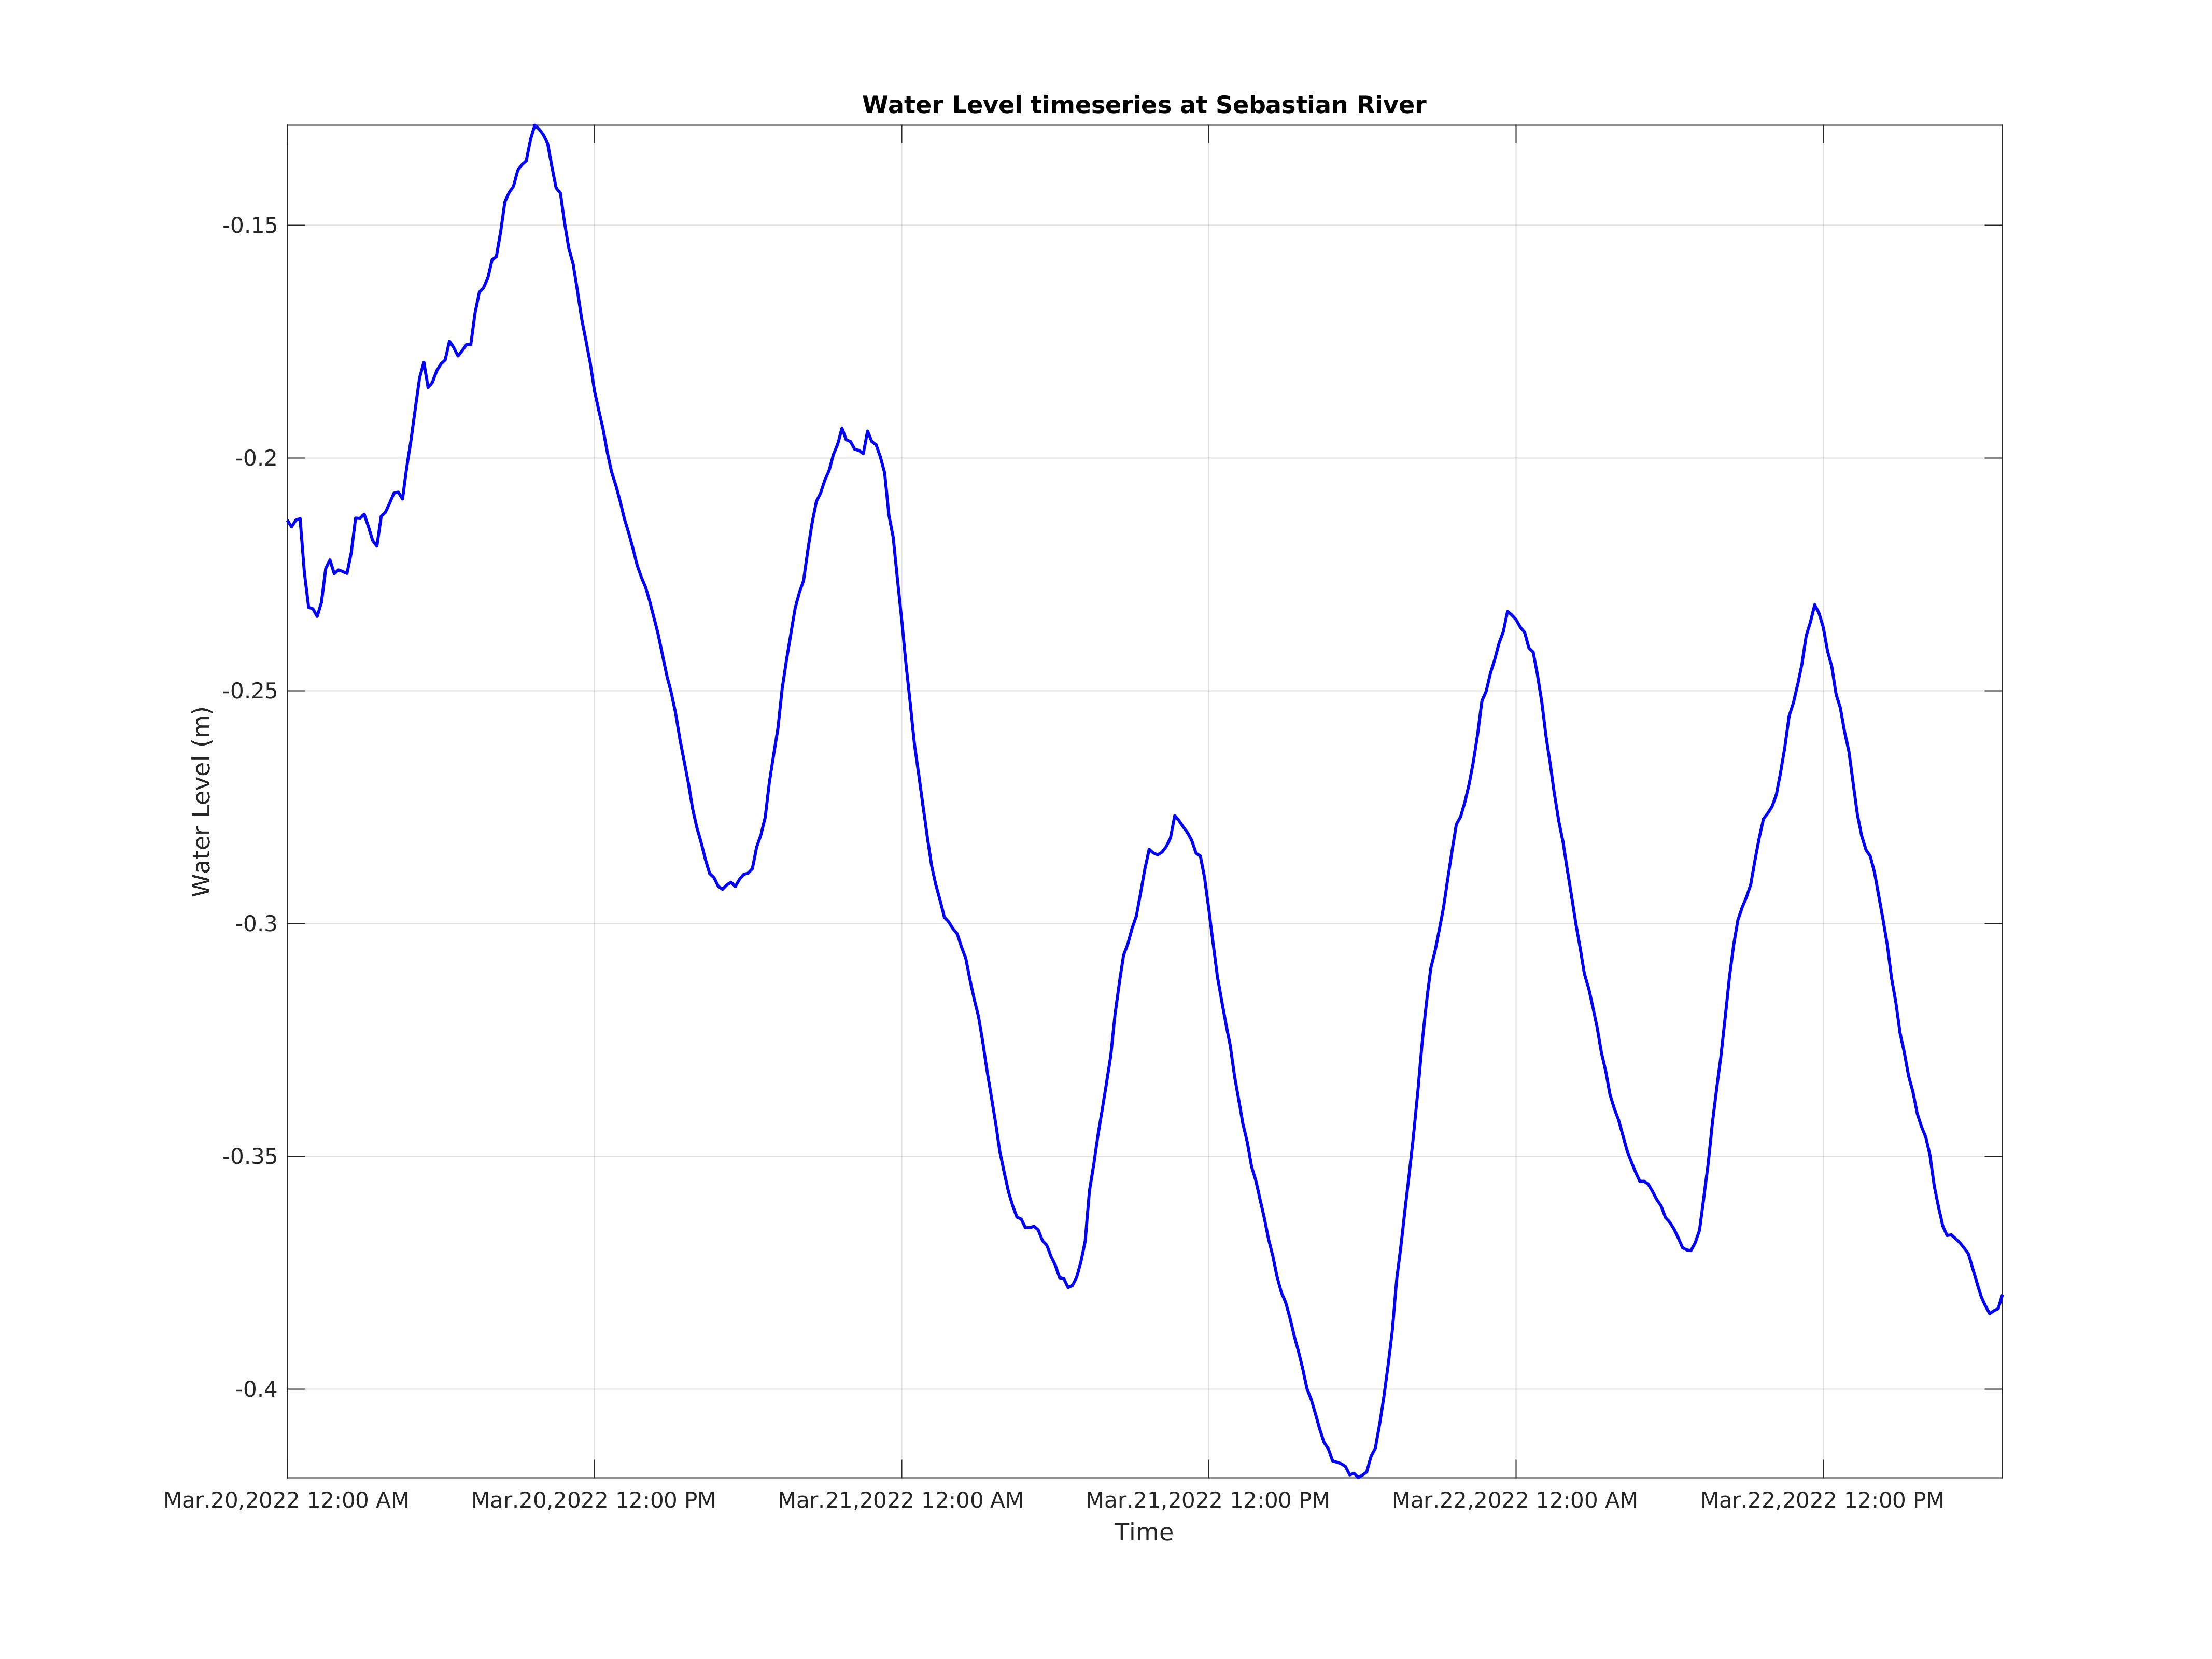 Water Level timeseries at Sebastian River
-0.15
-0.2
-0.25
-0.3
-0.35
-0.4
Water Level (m)
Mar.20,2022 12:00 AM Mar.20,2022 12:00 PM Mar.21,2022 12:00 AM Mar.21,2022 12:00 PM Mar.22,2022 12:00 AM Mar.22,2022 12:00 PM
Time